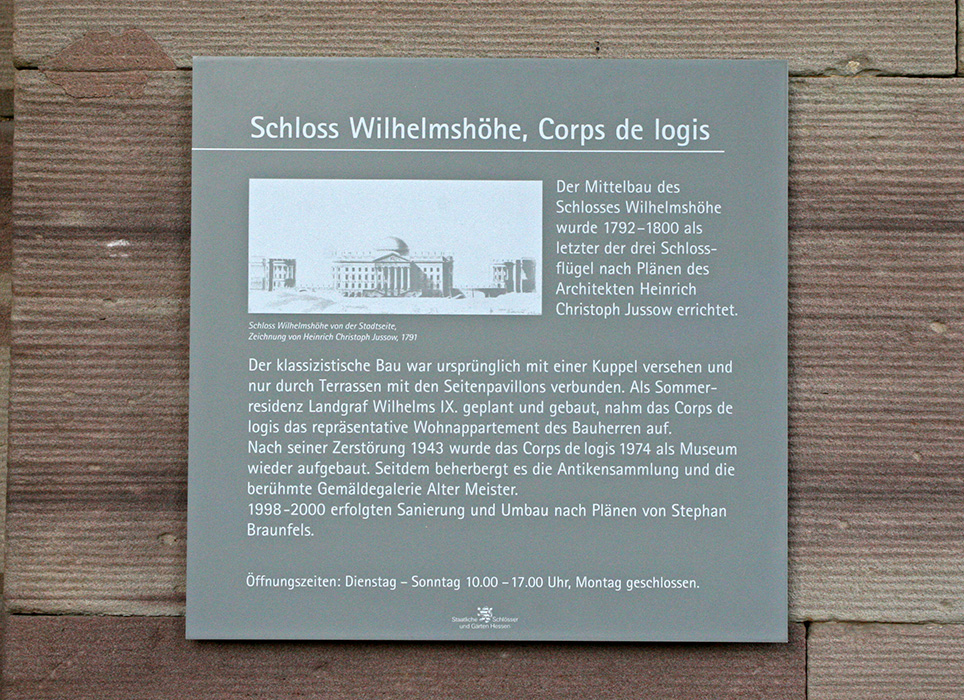 Schloss Wilhelmshöhe, Corps de logis
Der Mittelbau des
Schlosses Wilhelmshöhe
wurde 1792–1800 als
letzter der drei Schloss-
flügel nach Plänen des
Architekten Heinrich
Christoph Jussow errichtet.
Schloss Wilhelmshöhe von der Stadtseite,
Zeichnung von Heinrich Christoph Jussow, 1791
Der klassizistische Bau war ursprünglich mit einer Kuppel versehen und
nur durch Terrassen mit den Seitenpavillons verbunden. Als Sommer-
residenz Landgraf Wilhelms IX. geplant und gebaut, nahm das Corps de
logis das repräsentative Wohnappartement des Bauherren auf.
Nach seiner Zerstörung 1943 wurde das Corps de logis 1974 als Museum
wieder aufgebaut. Seitdem beherbergt es die Antikensammlung und die
berühmte Gemäldegalerie Alter Meister.
1998-2000 erfolgten Sanierung und Umbau nach Plänen von Stephan
Braunfels.
Öffnungszeiten: Dienstag – Sonntag 10.00 – 17.00 Uhr, Montag geschlossen.
Staatliche Schlösser
und Gärten Hessen